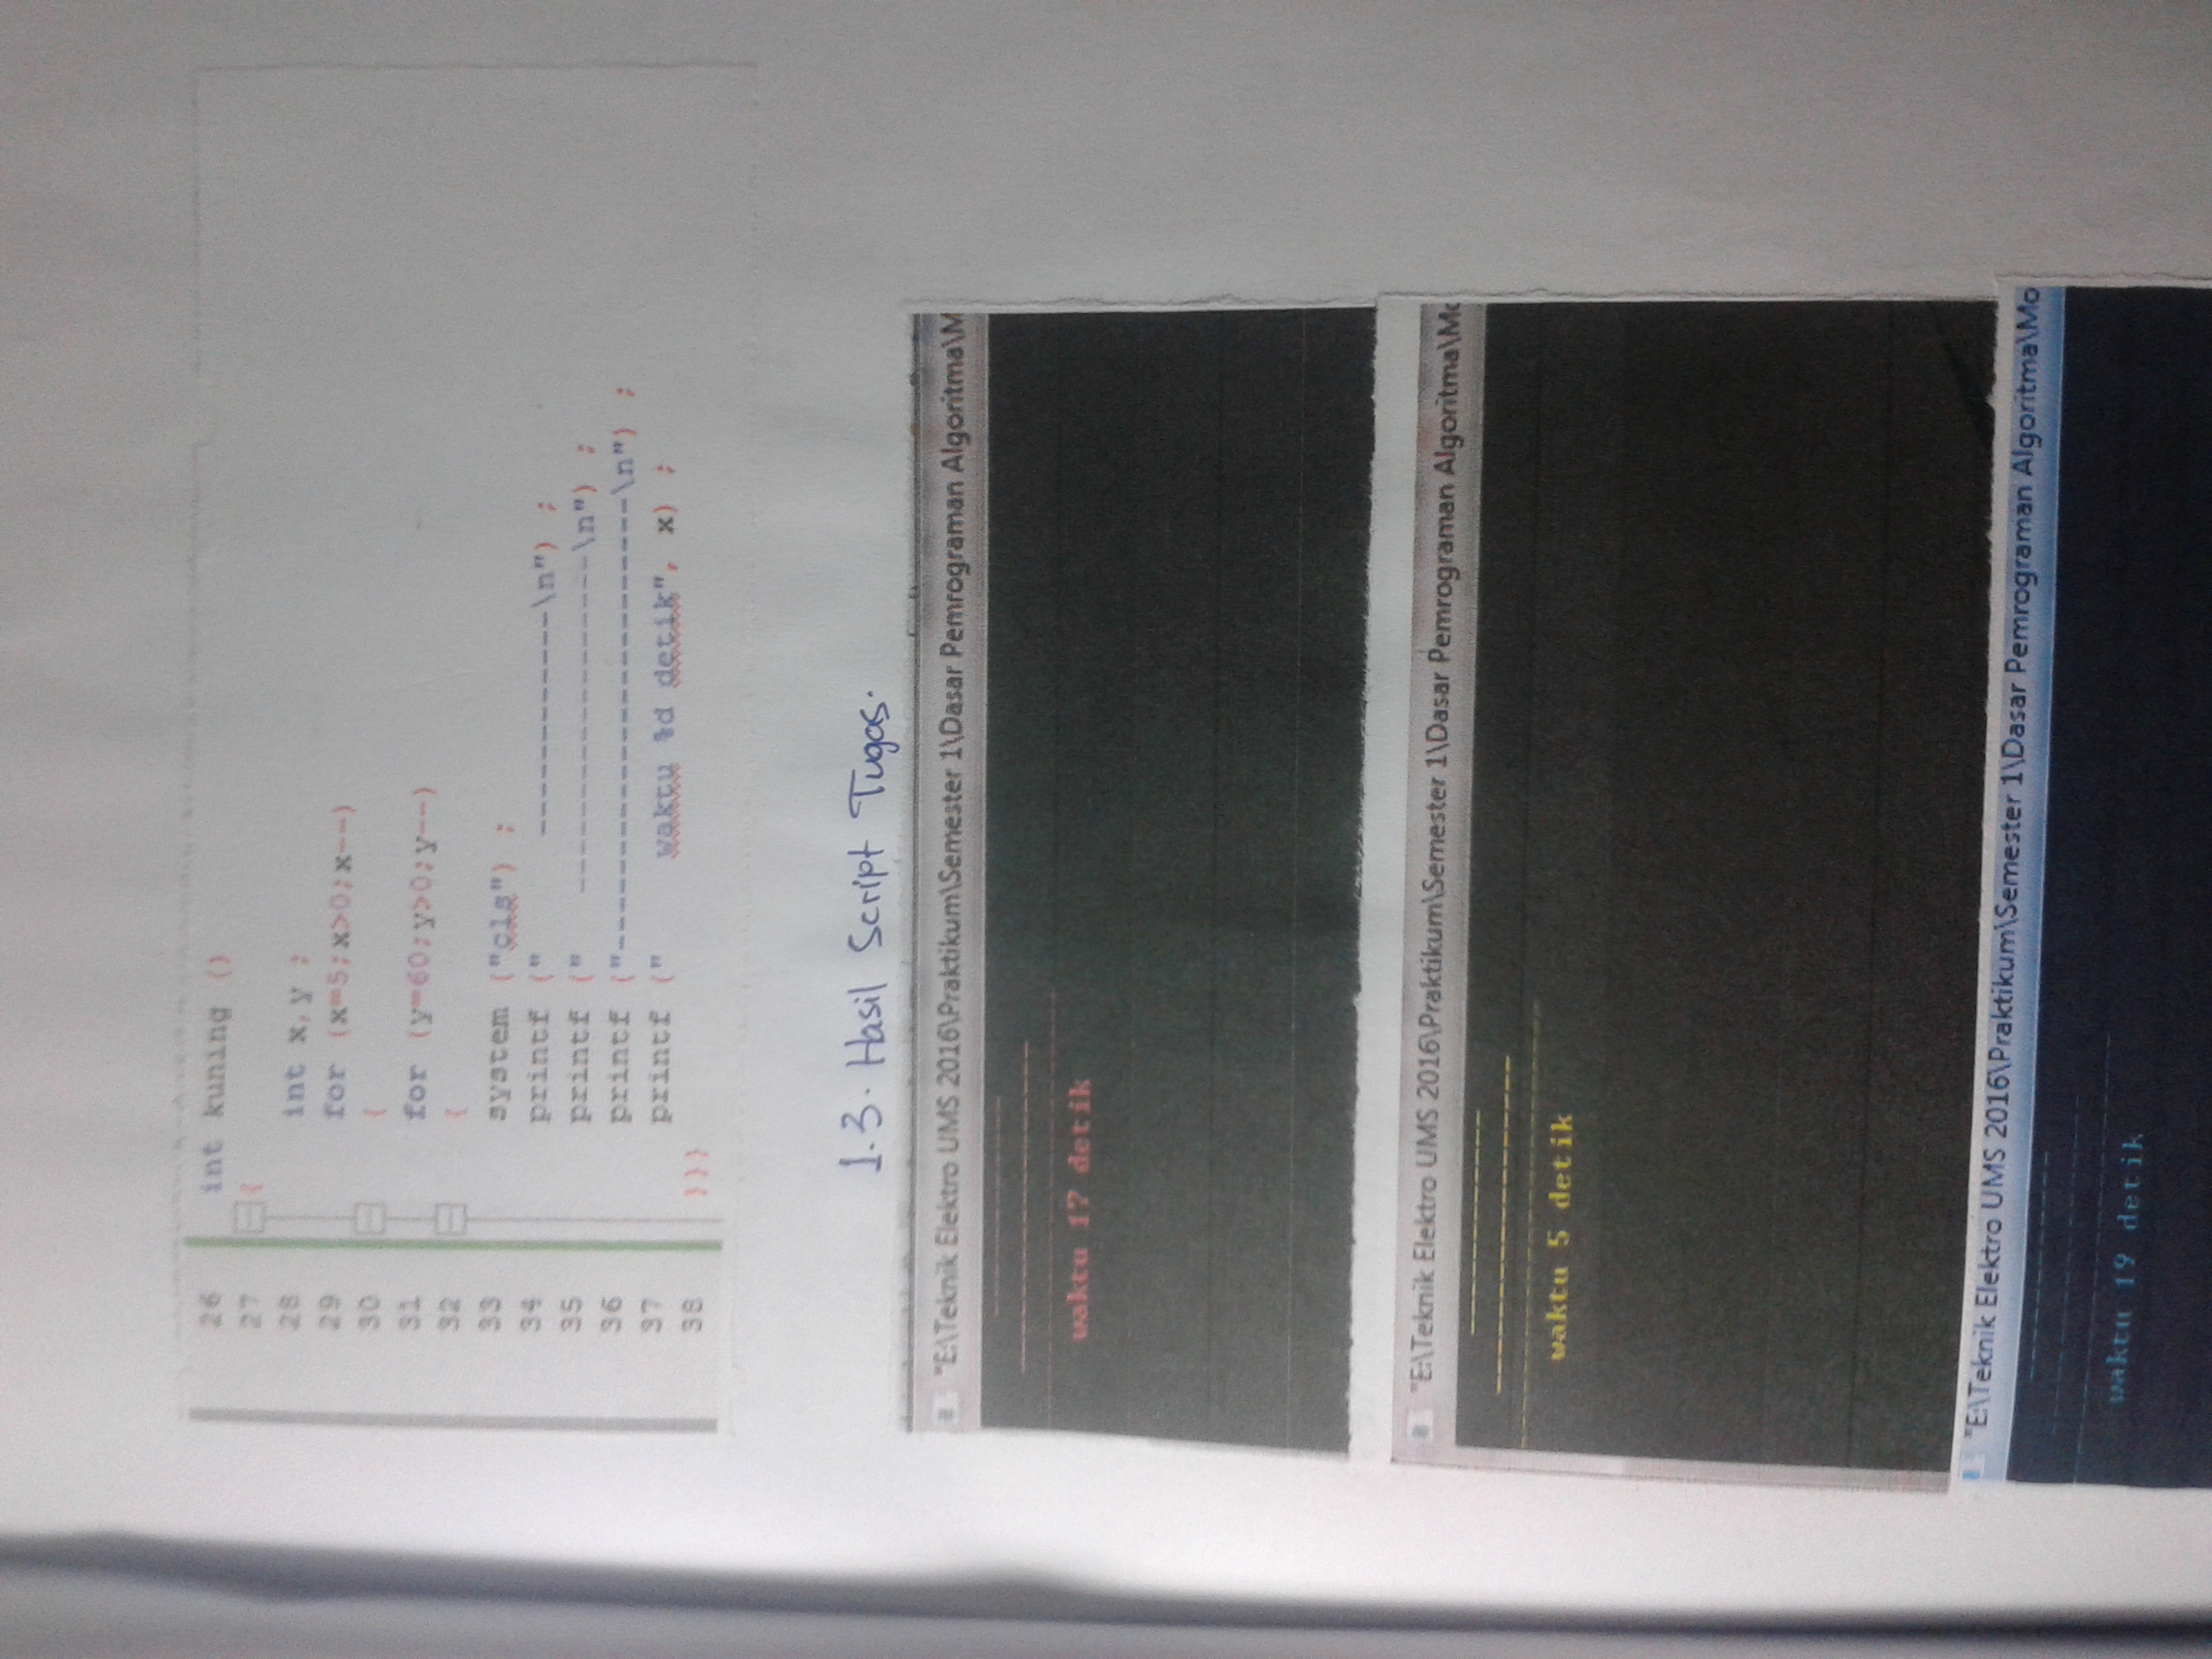 26 int kuning ()
27 {
28 int x,y ;
29 for (x=5;x>0;x--)
30 {
31 for (y=60;y>0;y--)
32 {
33 system ("cls") ;
34 printf ("      ------------\n") ;
35 printf ("   ------------------\n") ;
36 printf ("------------------------\n") ;
37 printf ("     waktu %d detik", x) ;
38 }}}
1.3. Hasil Script Tugas.
"E:\Teknik Elektro UMS 2016\Praktikum\Semester 1\Dasar Pemrograman Algoritma\M
------------
------------------
------------------------
waktu 17 detik
"E:\Teknik Elektro UMS 2016\Praktikum\Semester 1\Dasar Pemrograman Algoritma\Mo
------------
------------------
------------------------
waktu 5 detik
"E:\Teknik Elektro UMS 2016\Praktikum\Semester 1\Dasar Pemrograman Algoritma\Mo
------------
------------------
------------------------
waktu 19 detik